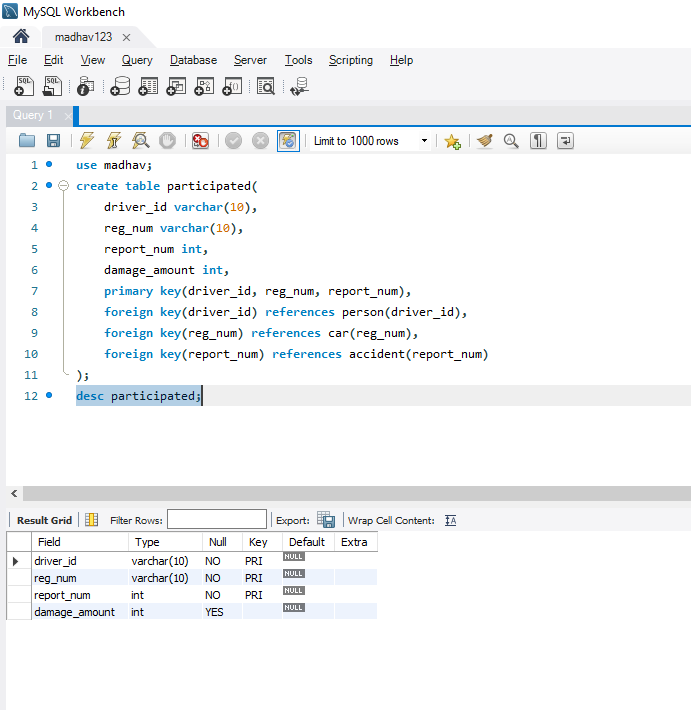 MySQL Workbench
madhav123
File Edit View Query Database Server Tools Scripting Help
Query 1
Limit to 1000 rows
1 use madhav;
2 create table participated(
3 driver_id varchar(10),
4 reg_num varchar(10),
5 report_num int,
6 damage_amount int,
7 primary key(driver_id, reg_num, report_num),
8 foreign key(driver_id) references person(driver_id),
9 foreign key(reg_num) references car(reg_num),
10 foreign key(report_num) references accident(report_num)
11 );
12 desc participated;
Result Grid Filter Rows: Export: Wrap Cell Content:
Field Type Null Key Default Extra
driver_id varchar(10) NO PRI NULL
reg_num varchar(10) NO PRI NULL
report_num int NO PRI NULL
damage_amount int YES NULL